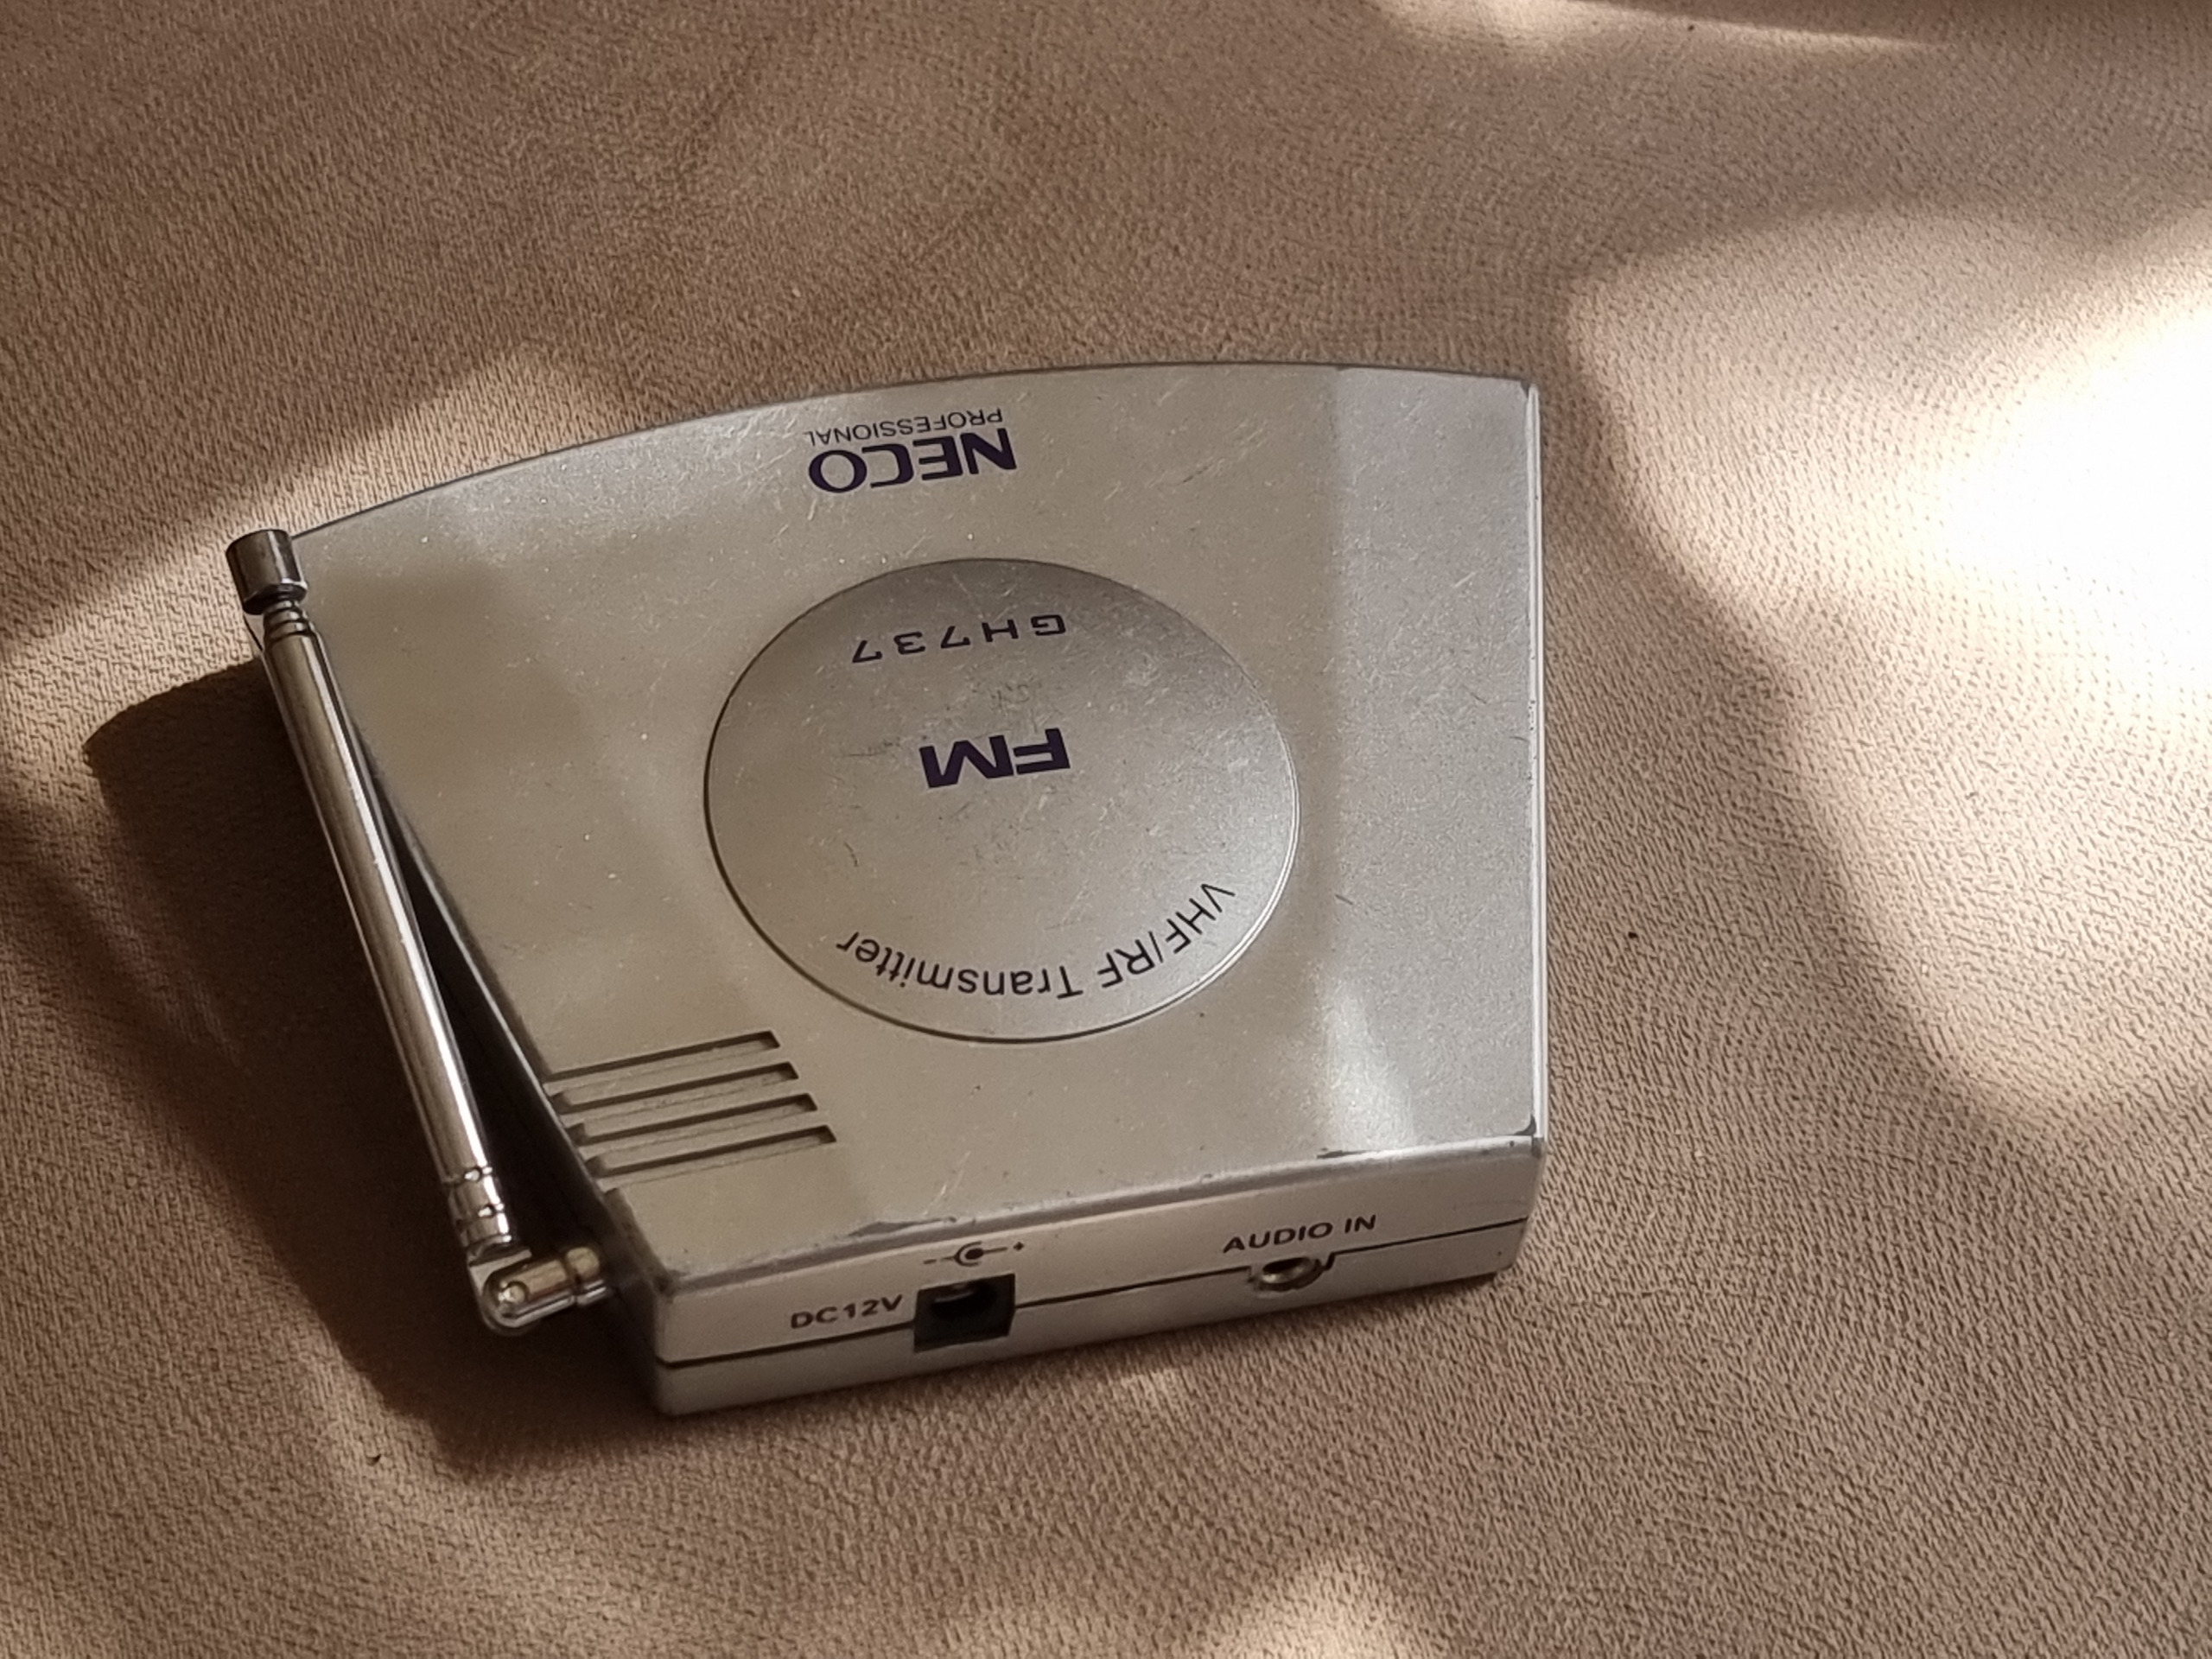 NECO
PROFESSIONAL
GH737
FM
VHF/RF Transmitter
DC12V
- +
AUDIO IN